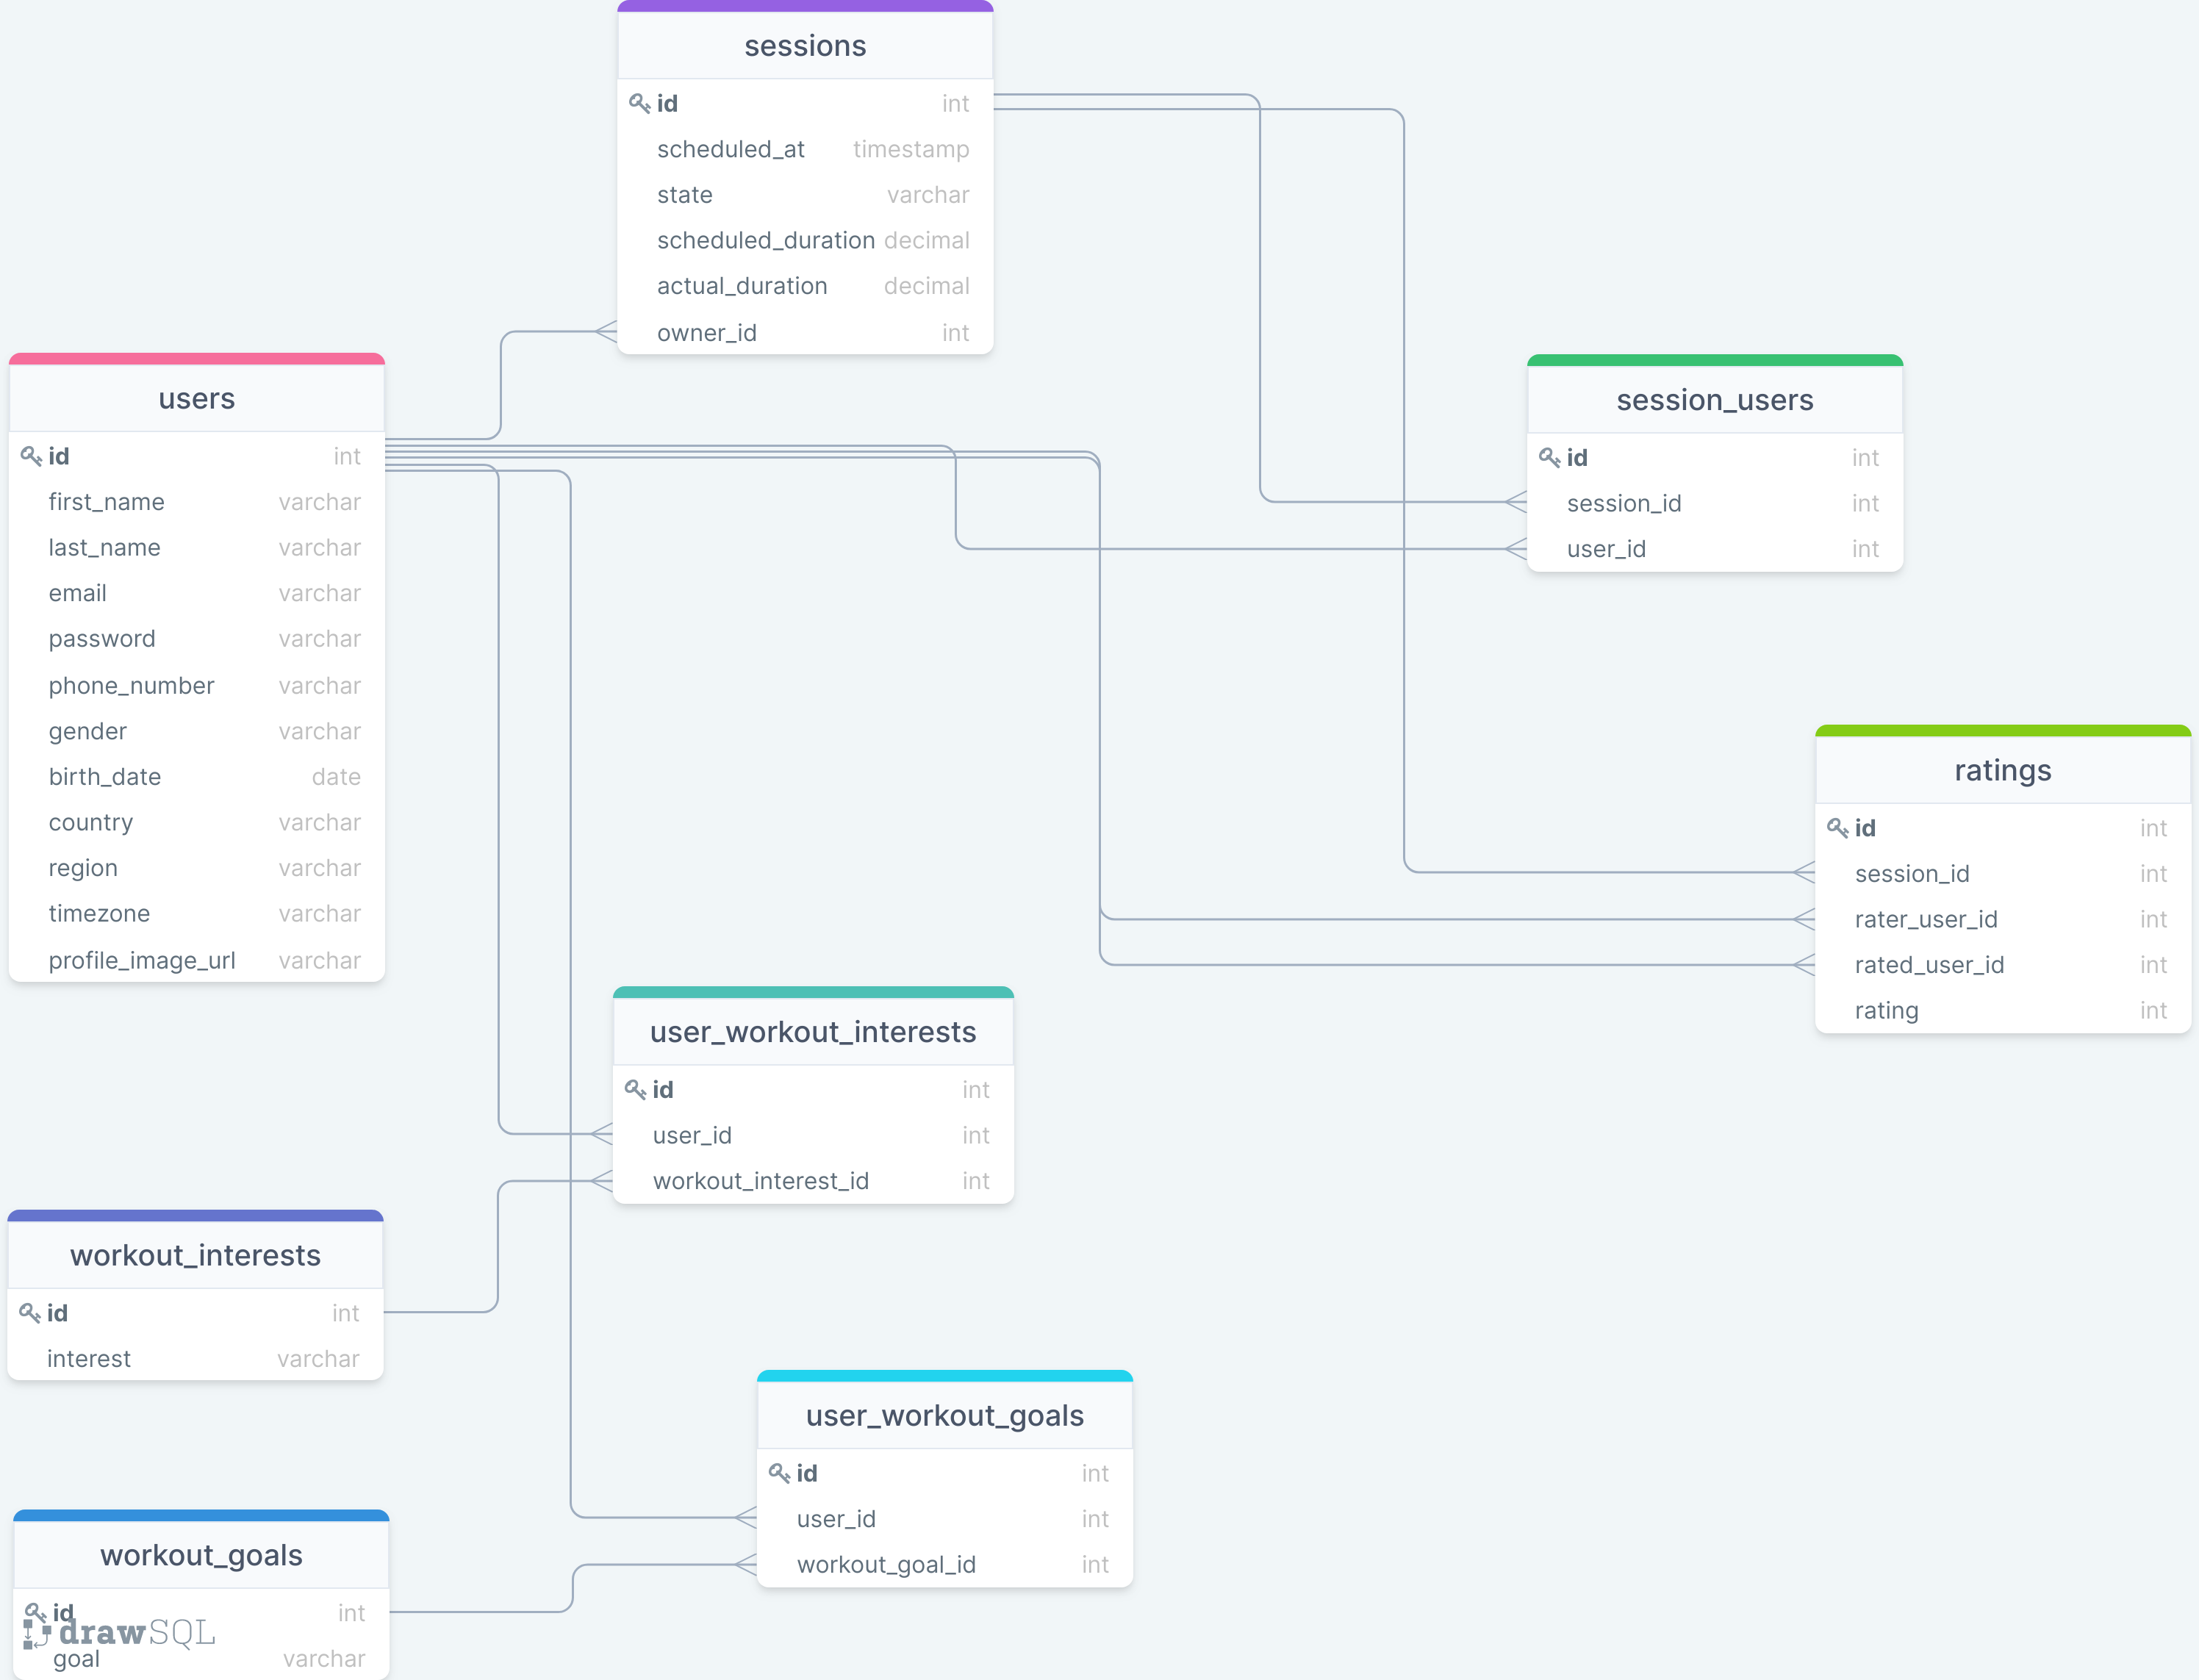 sessions
id int
scheduled_at timestamp
state varchar
scheduled_duration decimal
actual_duration decimal
owner_id int
users
id int
first_name varchar
last_name varchar
email varchar
password varchar
phone_number varchar
gender varchar
birth_date date
country varchar
region varchar
timezone varchar
profile_image_url varchar
session_users
id int
session_id int
user_id int
ratings
id int
session_id int
rater_user_id int
rated_user_id int
rating int
user_workout_interests
id int
user_id int
workout_interest_id int
workout_interests
id int
interest varchar
user_workout_goals
id int
user_id int
workout_goal_id int
workout_goals
id int
drawSQL
goal varchar